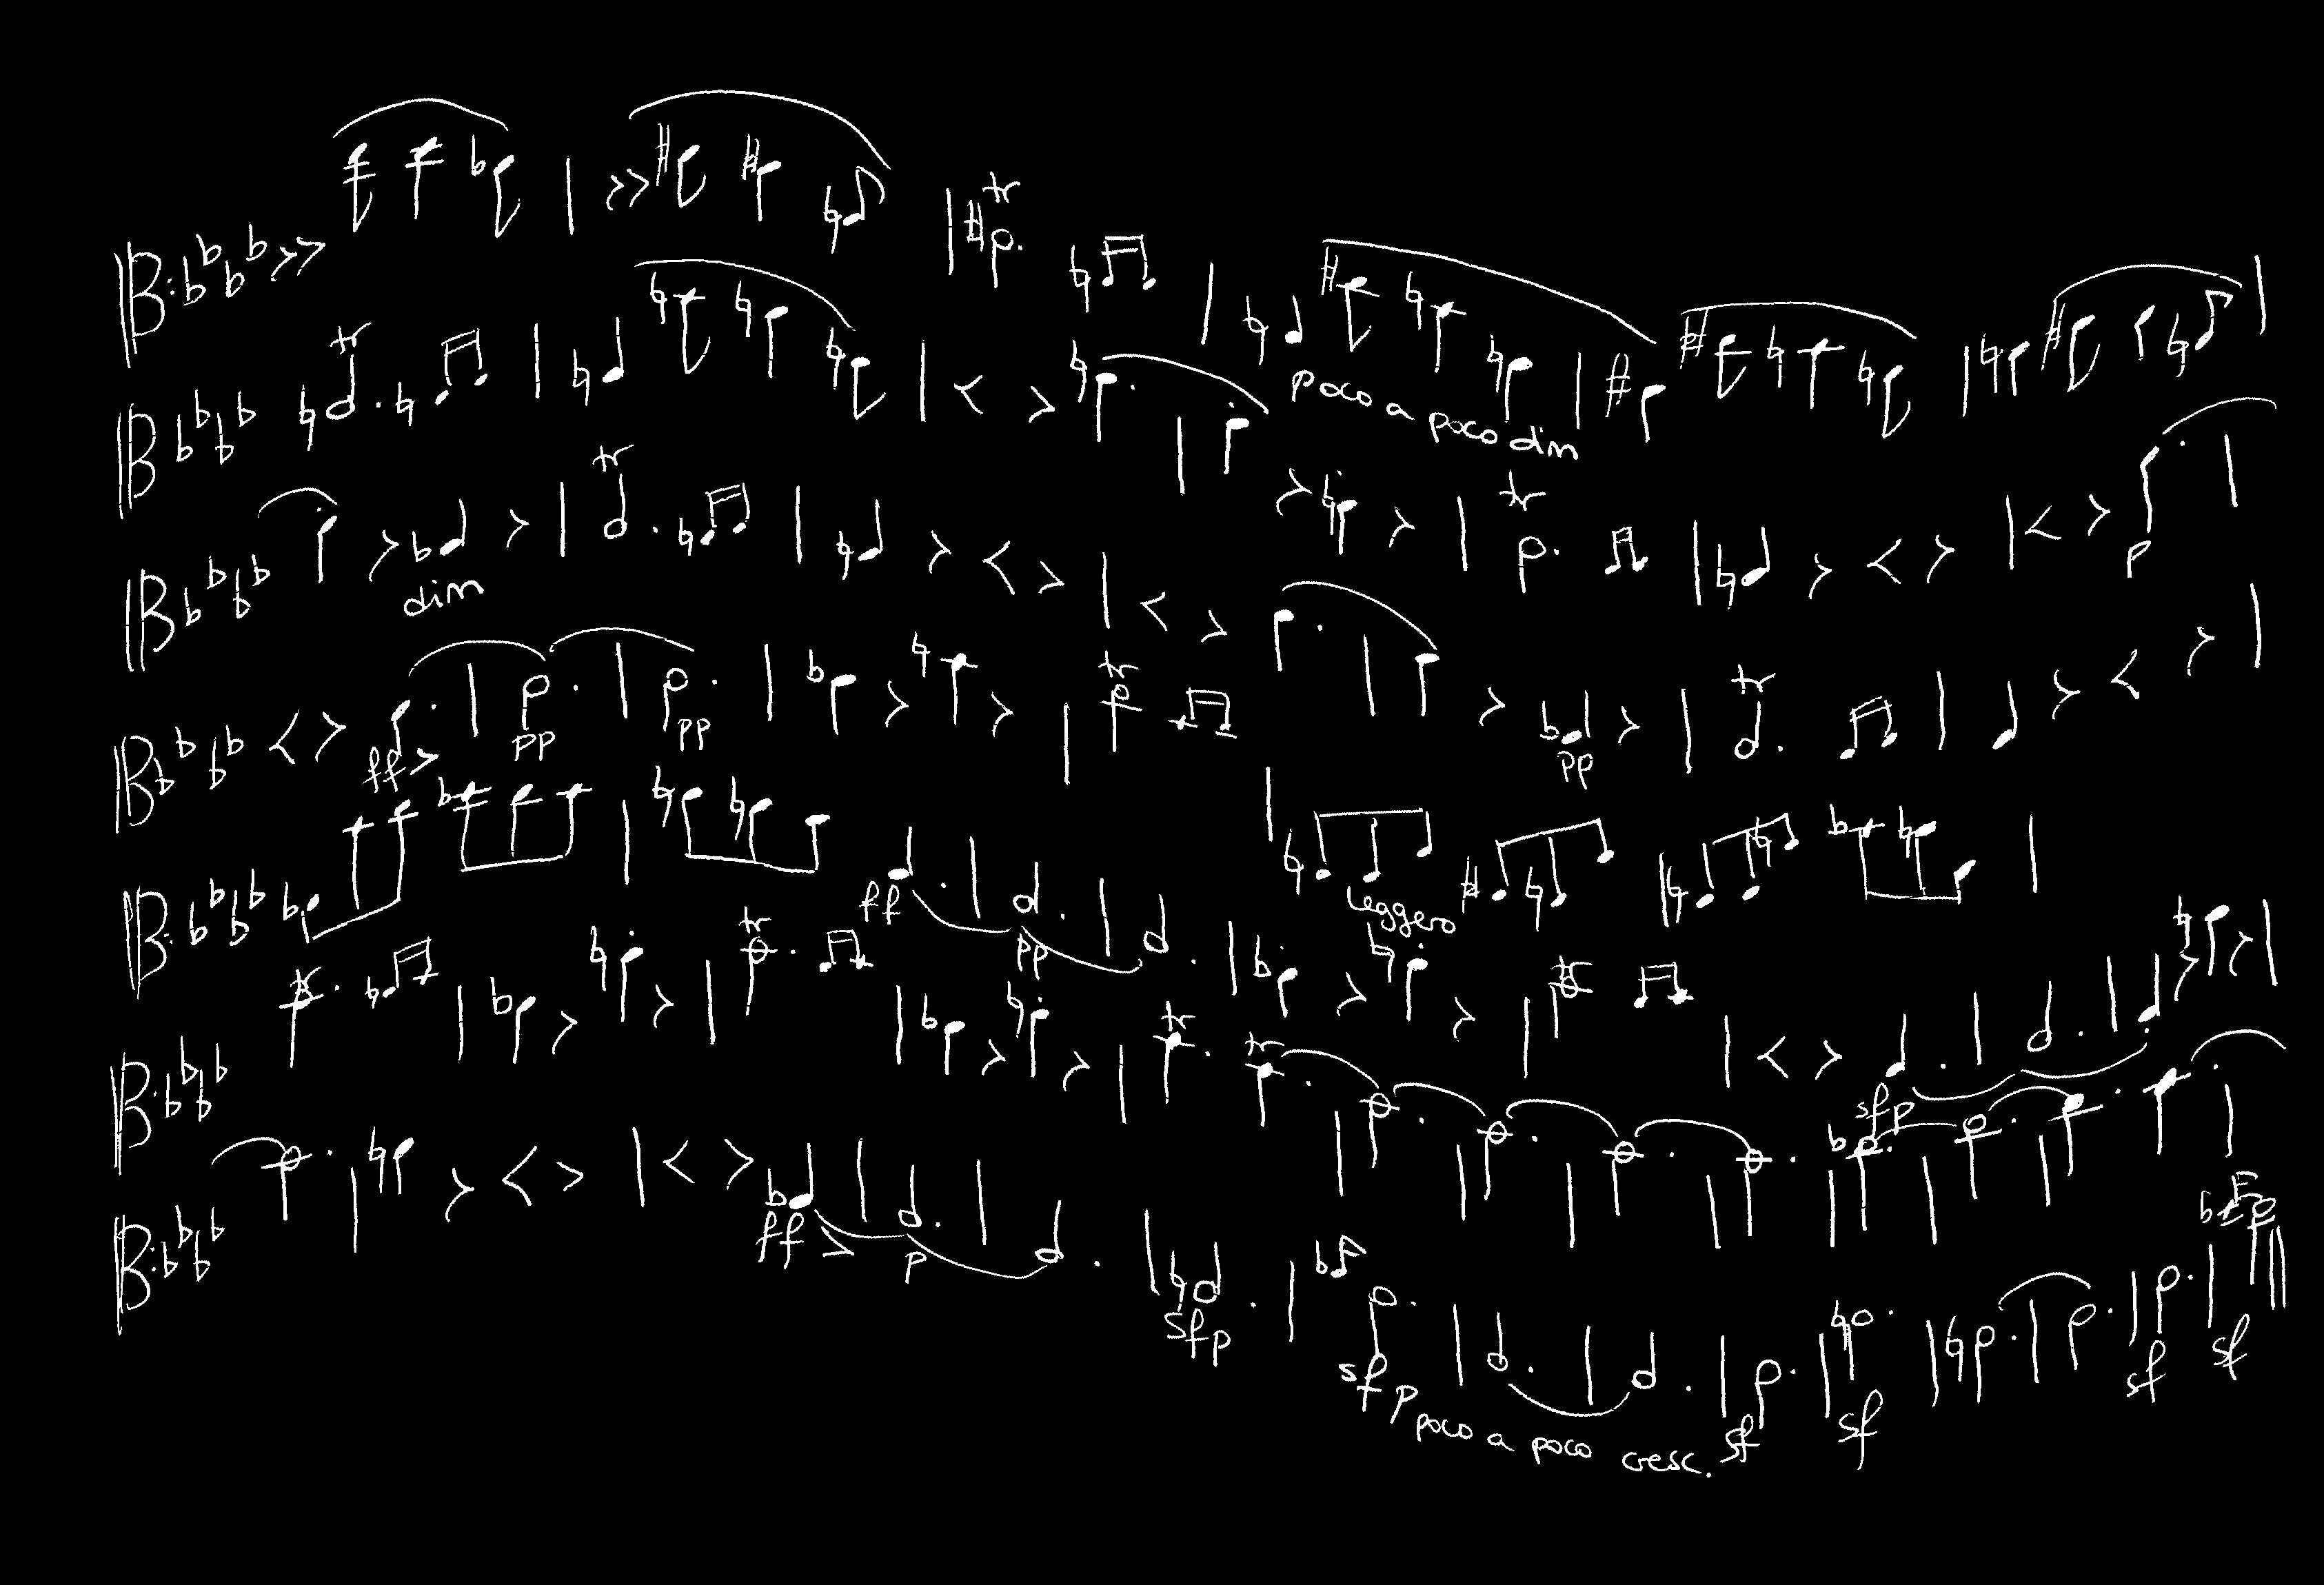 tr
poco a poco dim
tr
tr
tr
dim
p
tr
tr
ff pp pp
pp
ff
pp
leggero
tr
tr
tr
tr
tr
sfp
ff p
sfp
sfp
poco a poco cresc.
sf sf sf sf